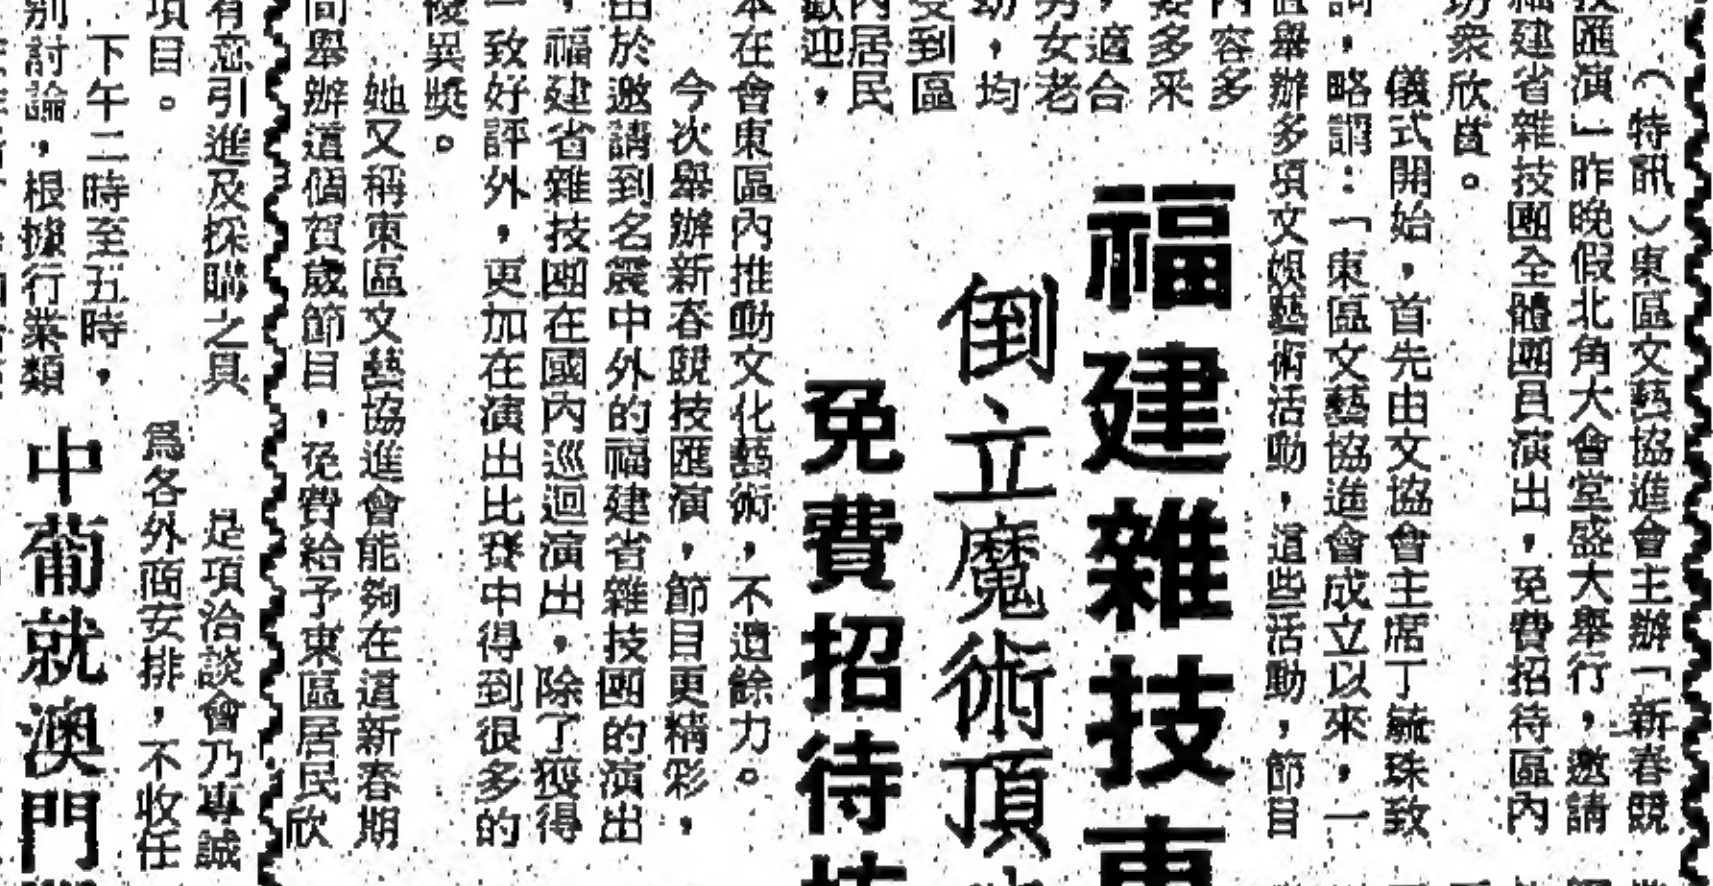 （特訊）東區文藝協進會主辦「新春競
技匯演」昨晚假北角大會堂盛大舉行，邀請
福建省雜技團全體團員演出，免費招待區內
坊衆欣賞。
儀式開始，首先由文協會主席丁毓珠致
詞，略謂：「東區文藝協進會成立以來，一
直舉辦多項文娛藝術活動，這些活動，節目
內容多
姿多采
，適合
男女老
幼，均
受到區
內居民
歡迎，
福建雜技東
倒立魔術頂
免費招待坊
本在會東區內推動文化藝術，不遺餘力。
今次舉辦新春競技匯演，節目更精彩，
由於邀請到名震中外的福建省雜技團的演出
，福建省雜技團在國內巡迴演出，除了獲得
一致好評外，更加在演出比賽中得到很多的
優異獎。
她又稱東區文藝協進會能夠在這新春期
間舉辦這個賀歲節目，免費給予東區居民欣
有意引進及採購之具
項目。
下午二時至五時，
別討論，根據行業類
是項洽談會乃專誠
爲各外商安排，不收任
中葡就澳門